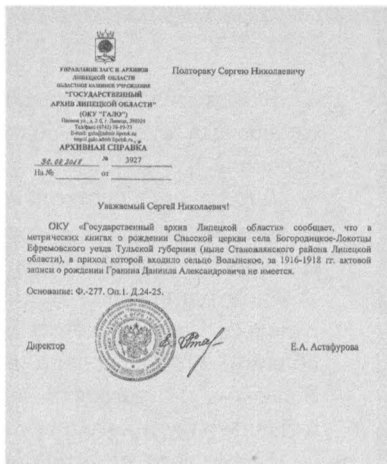 УПРАВЛЕНИЕ ЗАГС И АРХИВОВ
ЛИПЕЦКОЙ ОБЛАСТИ
ОБЛАСТНОЕ КАЗЕННОЕ УЧРЕЖДЕНИЕ
"ГОСУДАРСТВЕННЫЙ
АРХИВ ЛИПЕЦКОЙ ОБЛАСТИ"
(ОКУ "ГАЛО")
АРХИВНАЯ СПРАВКА
№ 3927
На № от
Полтораку Сергею Николаевичу
Уважаемый Сергей Николаевич!
ОКУ «Государственный архив Липецкой области» сообщает, что в
метрических книгах о рождении Спасской церкви села Богородицкое-Локотцы
Ефремовского уезда Тульской губернии (ныне Становлянского района Липецкой
области), в приход которой входило сельцо Волынское, за 1916-1918 гг. актовой
записи о рождении Гранина Даниила Александровича не имеется.
Основание: Ф.-277. Оп.1. Д.24-25.
Директор
Е.А. Астафурова